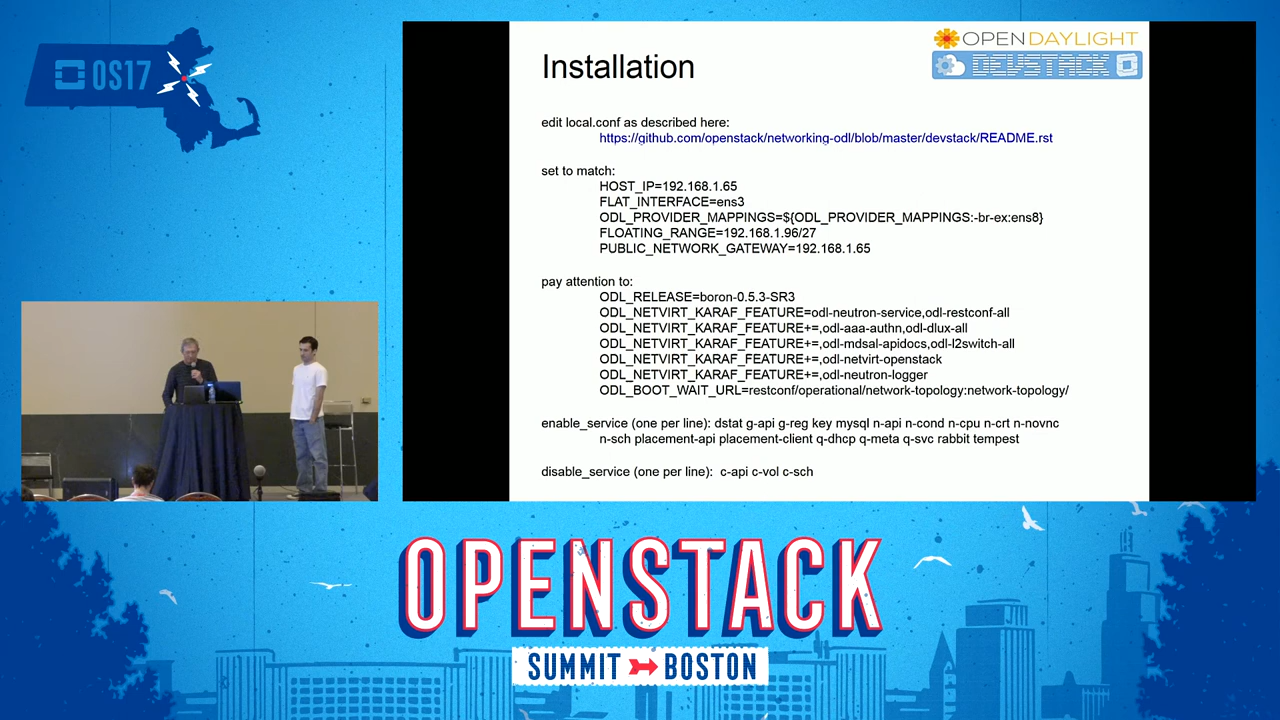 OS17
OPENDAYLIGHT
DEVSTACK
Installation
edit local.conf as described here:
https://github.com/openstack/networking-odl/blob/master/devstack/README.rst
set to match:
HOST_IP=192.168.1.65
FLAT_INTERFACE=ens3
ODL_PROVIDER_MAPPINGS=${ODL_PROVIDER_MAPPINGS:-br-ex:ens8}
FLOATING_RANGE=192.168.1.96/27
PUBLIC_NETWORK_GATEWAY=192.168.1.65
pay attention to:
ODL_RELEASE=boron-0.5.3-SR3
ODL_NETVIRT_KARAF_FEATURE=odl-neutron-service,odl-restconf-all
ODL_NETVIRT_KARAF_FEATURE+=,odl-aaa-authn,odl-dlux-all
ODL_NETVIRT_KARAF_FEATURE+=,odl-mdsal-apidocs,odl-l2switch-all
ODL_NETVIRT_KARAF_FEATURE+=,odl-netvirt-openstack
ODL_NETVIRT_KARAF_FEATURE+=,odl-neutron-logger
ODL_BOOT_WAIT_URL=restconf/operational/network-topology:network-topology/
enable_service (one per line): dstat g-api g-reg key mysql n-api n-cond n-cpu n-crt n-novnc
n-sch placement-api placement-client q-dhcp q-meta q-svc rabbit tempest
disable_service (one per line): c-api c-vol c-sch
OPENSTACK
SUMMIT BOSTON